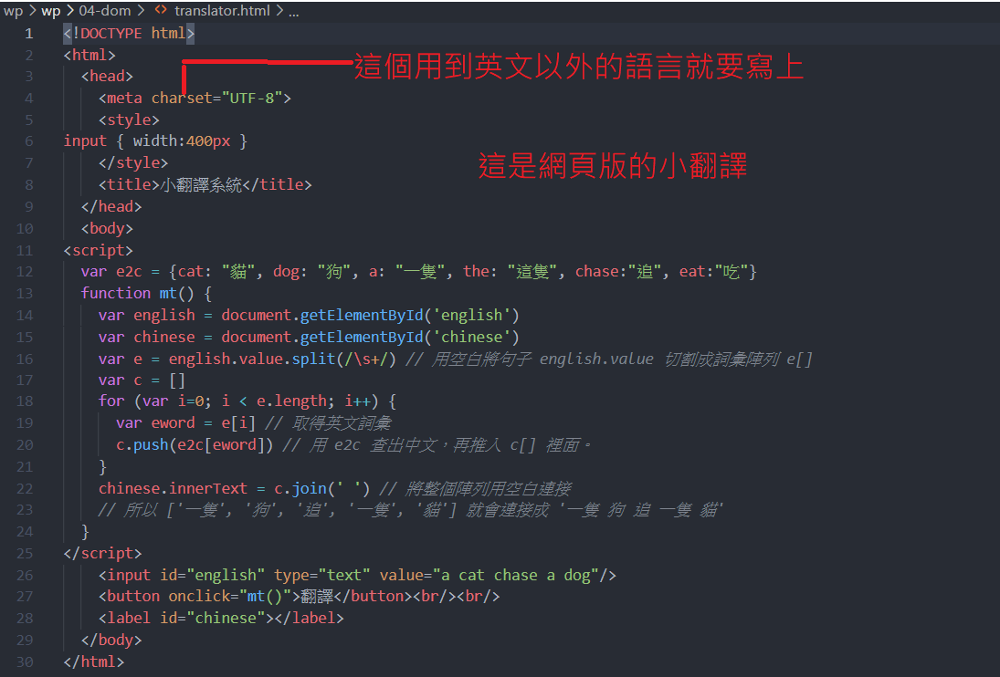 wp > wp > 04-dom > <> translator.html > ...
1 <!DOCTYPE html>
2 <html>
這個用到英文以外的語言就要寫上
3   <head>
4     <meta charset="UTF-8">
5     <style>
6 input { width:400px }
這是網頁版的小翻譯
7     </style>
8     <title>小翻譯系統</title>
9   </head>
10   <body>
11 <script>
12   var e2c = {cat: "貓", dog: "狗", a: "一隻", the: "這隻", chase:"追", eat:"吃"}
13   function mt() {
14     var english = document.getElementById('english')
15     var chinese = document.getElementById('chinese')
16     var e = english.value.split(/\s+/) // 用空白將句子 english.value 切割成詞彙陣列 e[]
17     var c = []
18     for (var i=0; i < e.length; i++) {
19       var eword = e[i] // 取得英文詞彙
20       c.push(e2c[eword]) // 用 e2c 查出中文，再推入 c[] 裡面。
21     }
22     chinese.innerText = c.join(' ') // 將整個陣列用空白連接
23     // 所以 ['一隻', '狗', '追', '一隻', '貓'] 就會連接成 '一隻 狗 追 一隻 貓'
24   }
25 </script>
26     <input id="english" type="text" value="a cat chase a dog"/>
27     <button onclick="mt()">翻譯</button><br/><br/>
28     <label id="chinese"></label>
29   </body>
30 </html>